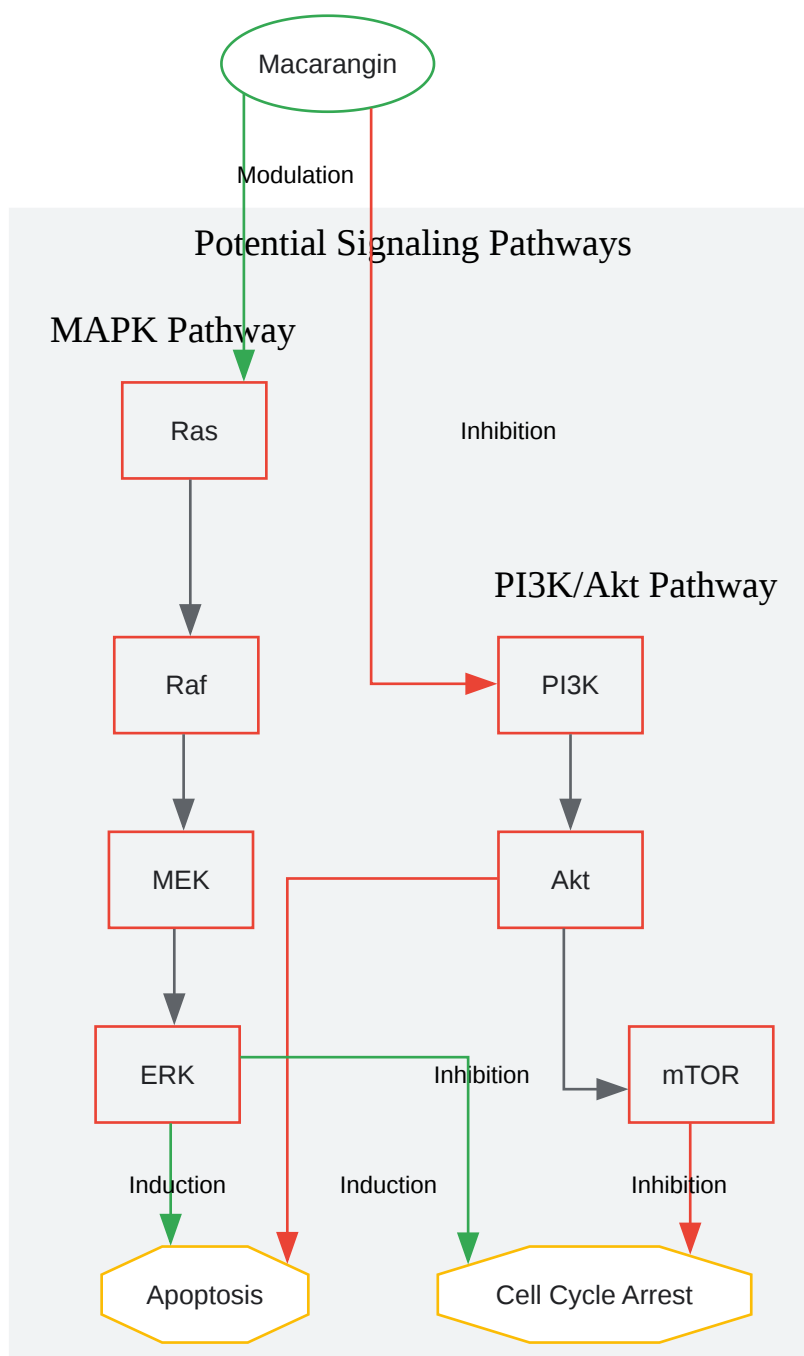 Macarangin
Modulation
Potential Signaling Pathways
MAPK Pathway
Ras
Inhibition
PI3K/Akt Pathway
Raf
PI3K
MEK
Akt
ERK
Inhibition
mTOR
Induction
Induction
Inhibition
Apoptosis
Cell Cycle Arrest